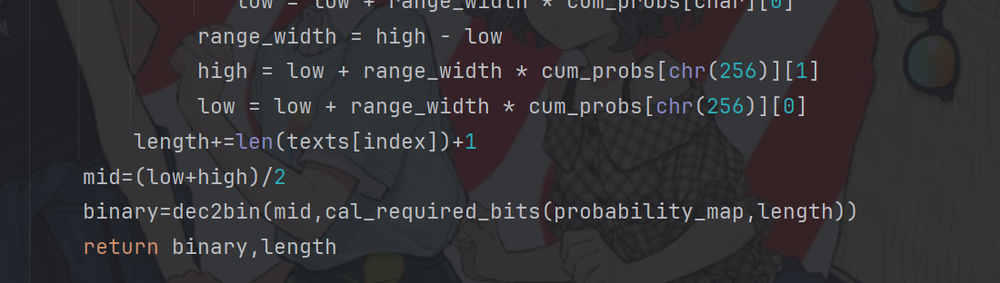 low = low + range_width * cum_probs[char][0]
range_width = high - low
high = low + range_width * cum_probs[chr(256)][1]
low = low + range_width * cum_probs[chr(256)][0]
length+=len(texts[index])+1
mid=(low+high)/2
binary=dec2bin(mid,cal_required_bits(probability_map,length))
return binary,length